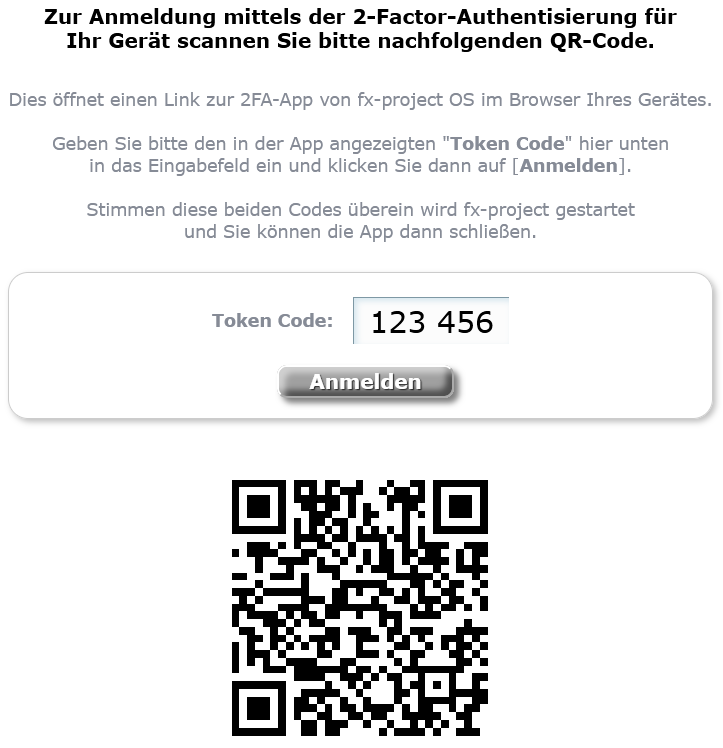 Zur Anmeldung mittels der 2-Factor-Authentisierung für
Ihr Gerät scannen Sie bitte nachfolgenden QR-Code.
Dies öffnet einen Link zur 2FA-App von fx-project OS im Browser Ihres Gerätes.
Geben Sie bitte den in der App angezeigten "Token Code" hier unten
in das Eingabefeld ein und klicken Sie dann auf [Anmelden].
Stimmen diese beiden Codes überein wird fx-project gestartet
und Sie können die App dann schließen.
Token Code: 123 456
Anmelden